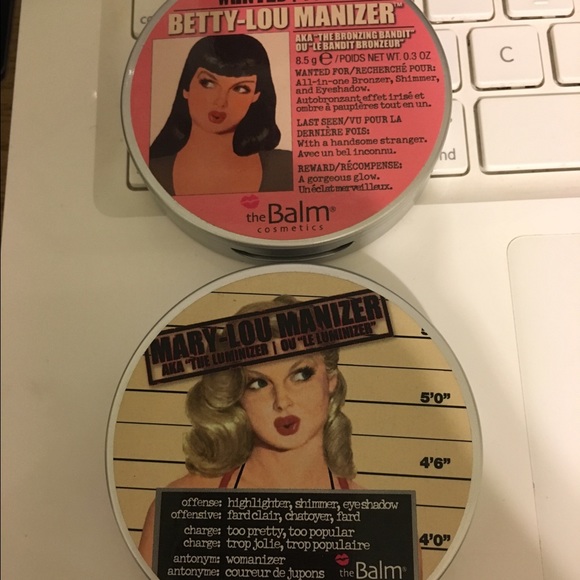 BETTY-LOU MANIZER™
AKA "THE BRONZING BANDIT"
OU "LE BANDIT BRONZEUR"
8.5 g ℮ /POIDS NET WT. 0.3 OZ
WANTED FOR/RECHERCHÉ POUR:
All-in-one Bronzer, Shimmer,
and Eyeshadow.
Autobronzant effet irisé et
ombre à paupières tout en un.
LAST SEEN/VU POUR LA
DERNIÈRE FOIS:
With a handsome stranger.
Avec un bel inconnu.
REWARD/RÉCOMPENSE:
A gorgeous glow.
Un éclat merveilleux.
theBalm®
cosmetics
C
MARY-LOU MANIZER
AKA "THE LUMINIZER | OU "LE LUMINIZER"
5'0"
4'6"
4'0"
offense: highlighter, shimmer, eyeshadow
offensive: fard clair, chatoyer, fard
charge: too pretty, too popular
charge: trop jolie, trop populaire
antonym: womanizer
antonyme: coureur de jupons
theBalm®